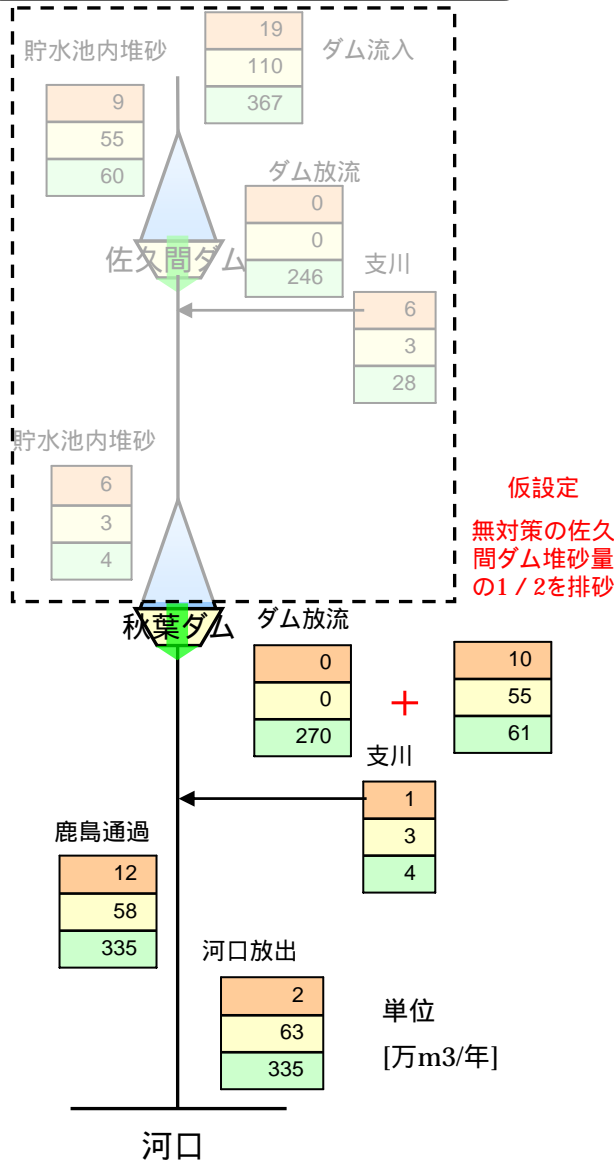 貯水池内堆砂
19
110
367
ダム流入
9
55
60
ダム放流
0
0
246
佐久間ダム
支川
6
3
28
貯水池内堆砂
6
3
4
仮設定
無対策の佐久
間ダム堆砂量
の1/2を排砂
秋葉ダム
ダム放流
0
0
270
+
10
55
61
支川
1
3
4
鹿島通過
12
58
335
河口放出
2
63
335
単位
[万m3/年]
河口